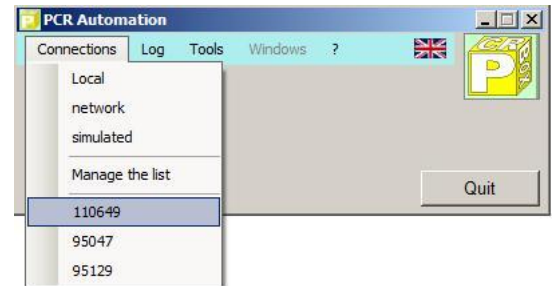 PCR Automation
Connections Log Tools Windows ?
Local
network
simulated
Manage the list
110649
95047
95129
Quit